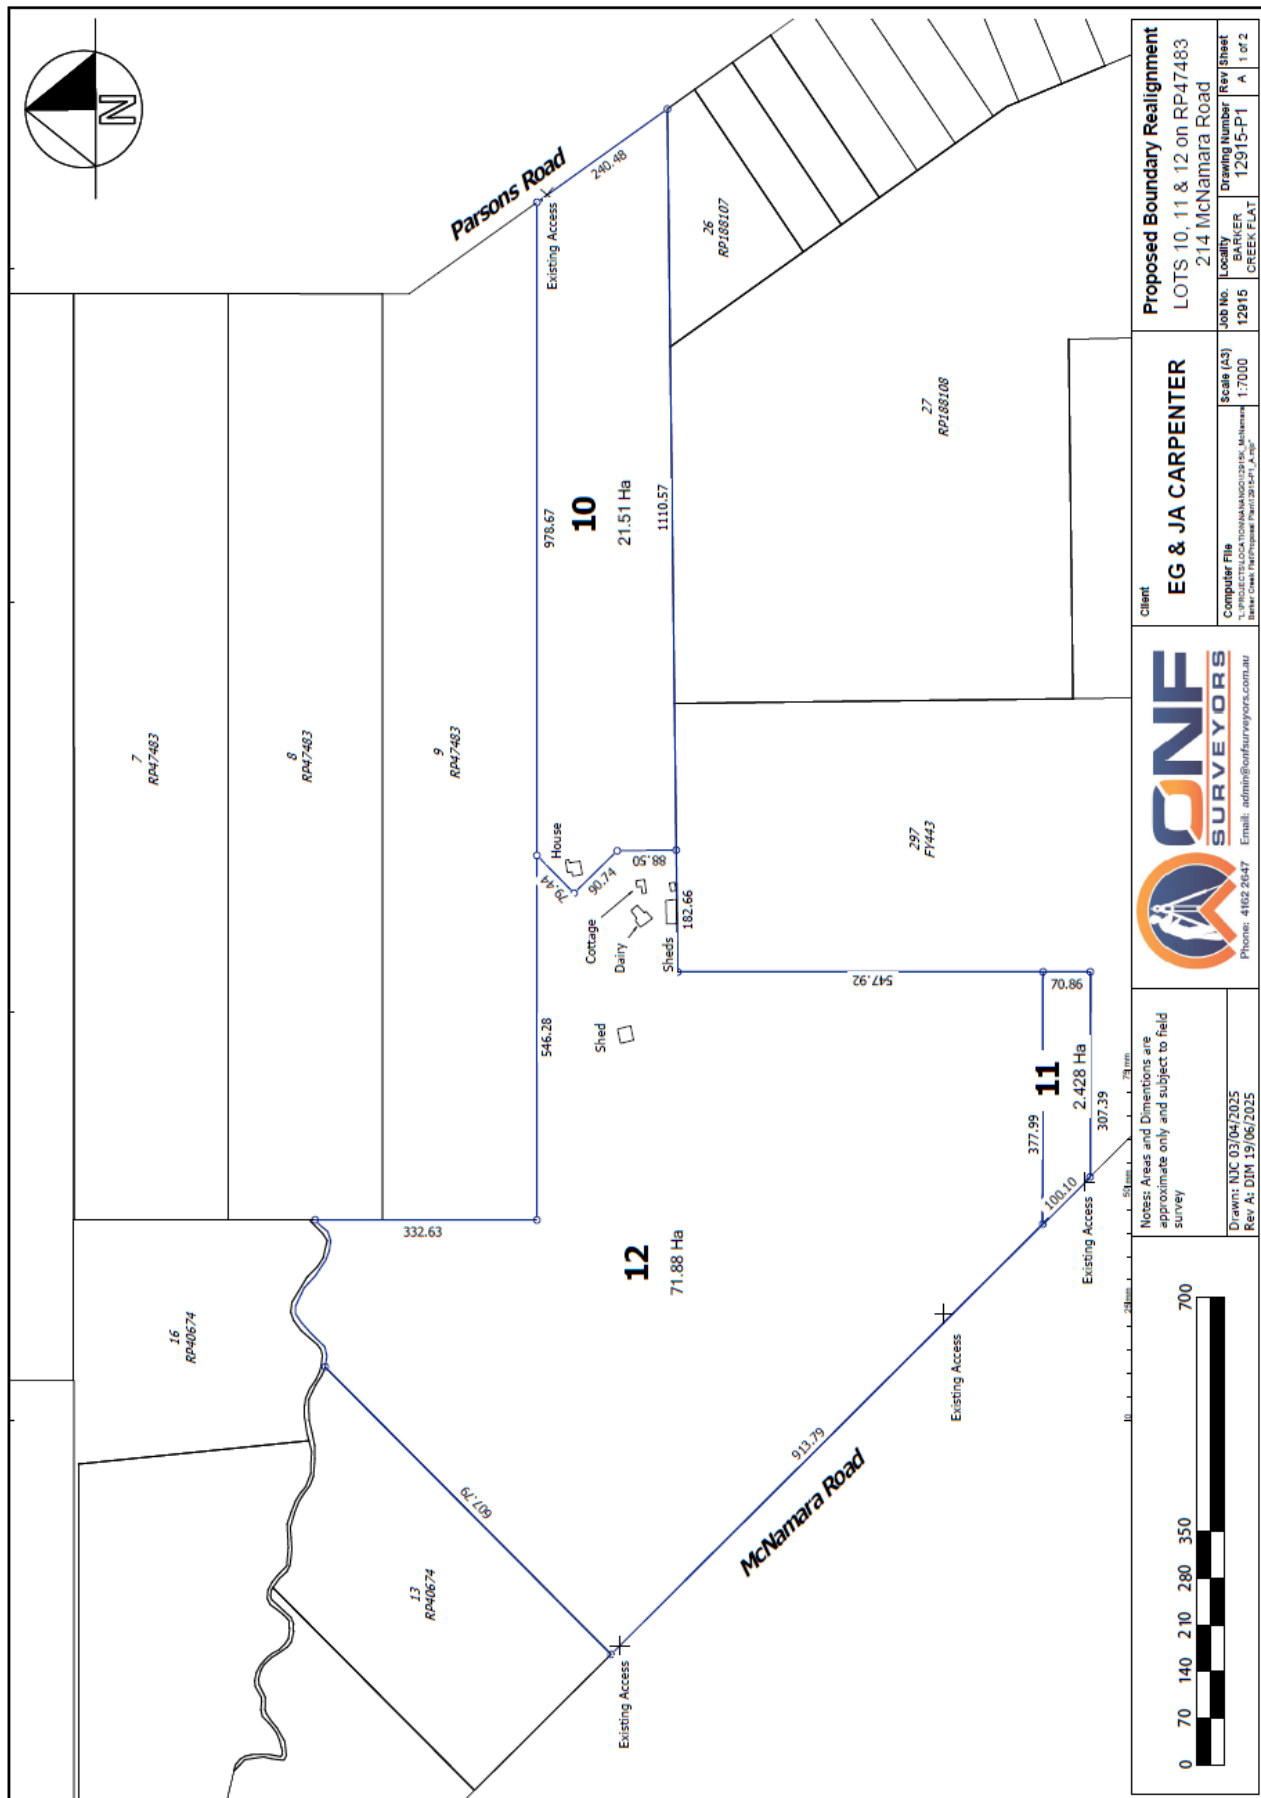 N
Parsons Road
240.48
Existing Access
26
RP188107
7
RP47483
8
RP47483
9
RP47483
978.67
10
21.51 Ha
1110.57
27
RP188108
House
79.44
90.74
88.50
Cottage
Dairy
Sheds
182.66
297
FY443
546.28
Shed
547.92
70.86
11
2.428 Ha
377.99
307.39
100.10
Existing Access
332.63
12
71.88 Ha
16
RP40674
Existing Access
913.79
McNamara Road
607.79
13
RP40674
Existing Access
0 70 140 210 280 350 700
Notes: Areas and Dimentions are
approximate only and subject to field
survey
Drawn: NJC 03/04/2025
Rev A: DIM 19/06/2025
ONF
SURVEYORS
Phone: 4162 2647 Email: admin@onfsurveyors.com.au
Client
EG & JA CARPENTER
Computer File
Scale (A3)
1:7000
Proposed Boundary Realignment
LOTS 10, 11 & 12 on RP47483
214 McNamara Road
Job No.
12915
Locality
BARKER
CREEK FLAT
Drawing Number
12915-P1
Rev
A
Sheet
1 of 2